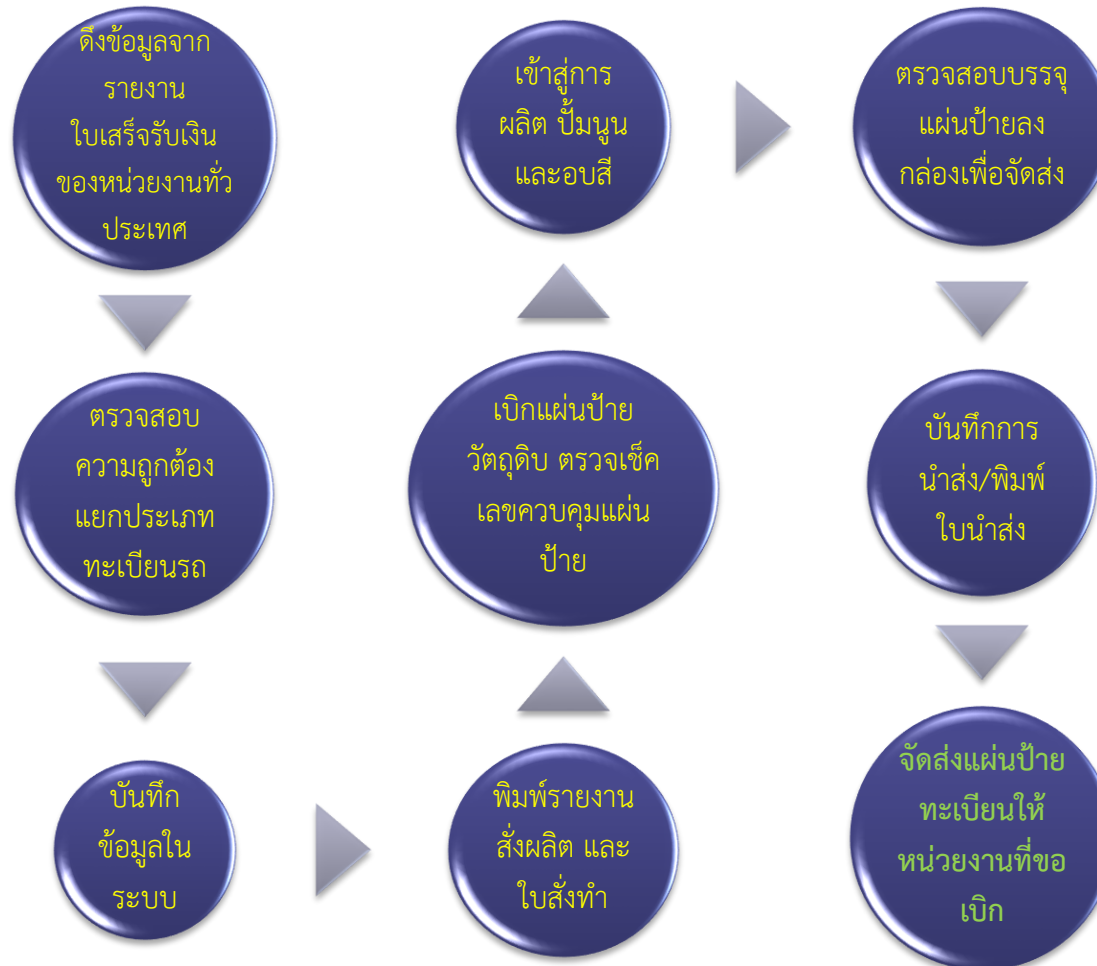 ดึงข้อมูลจาก
รายงาน
ใบเสร็จรับเงิน
ของหน่วยงานทั่ว
ประเทศ
ตรวจสอบ
ความถูกต้อง
แยกประเภท
ทะเบียนรถ
บันทึก
ข้อมูลใน
ระบบ
พิมพ์รายงาน
สั่งผลิต และ
ใบสั่งทำ
เบิกแผ่นป้าย
วัตถุดิบ ตรวจเช็ค
เลขควบคุมแผ่น
ป้าย
เข้าสู่การ
ผลิต ปั้มนูน
และอบสี
ตรวจสอบบรรจุ
แผ่นป้ายลง
กล่องเพื่อจัดส่ง
บันทึกการ
นำส่ง/พิมพ์
ใบนำส่ง
จัดส่งแผ่นป้าย
ทะเบียนให้
หน่วยงานที่ขอ
เบิก